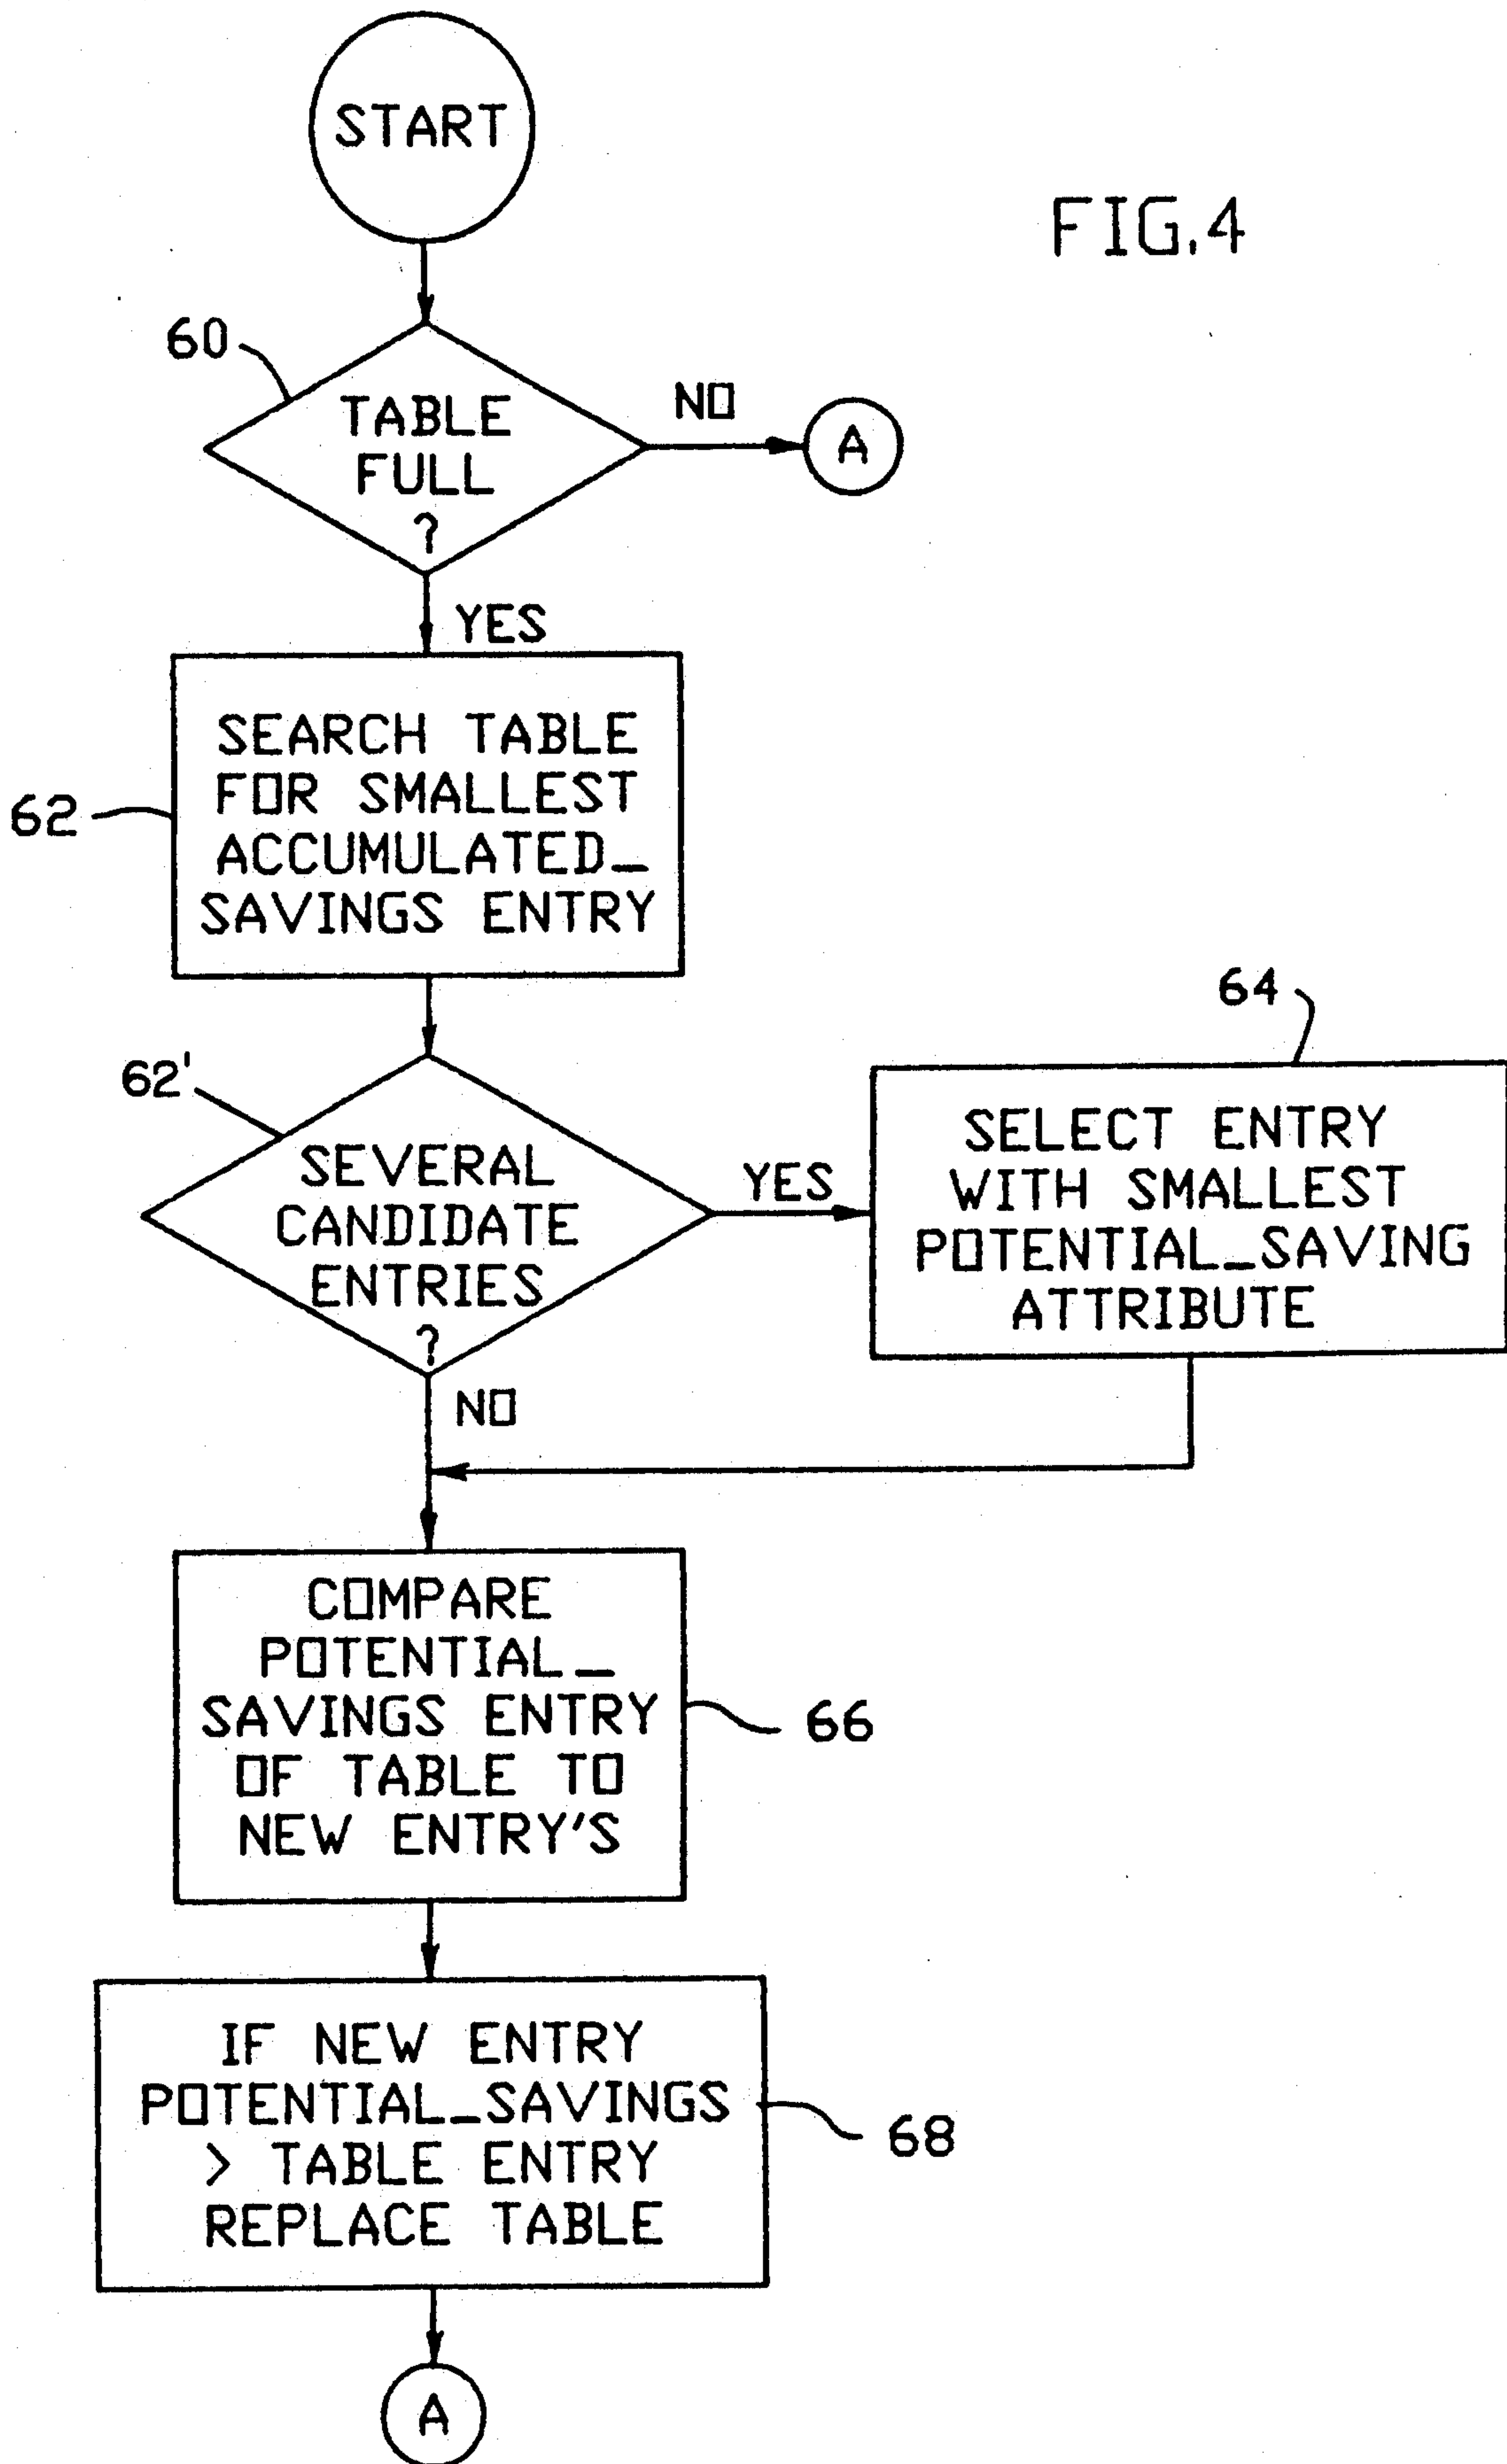 START
FIG.4
60
TABLE
FULL
?
NO
A
YES
62
SEARCH TABLE
FOR SMALLEST
ACCUMULATED_
SAVINGS ENTRY
62'
SEVERAL
CANDIDATE
ENTRIES
?
YES
64
SELECT ENTRY
WITH SMALLEST
POTENTIAL_SAVING
ATTRIBUTE
NO
COMPARE
POTENTIAL_
SAVINGS ENTRY
OF TABLE TO
NEW ENTRY'S
66
IF NEW ENTRY
POTENTIAL_SAVINGS
> TABLE ENTRY
REPLACE TABLE
68
A